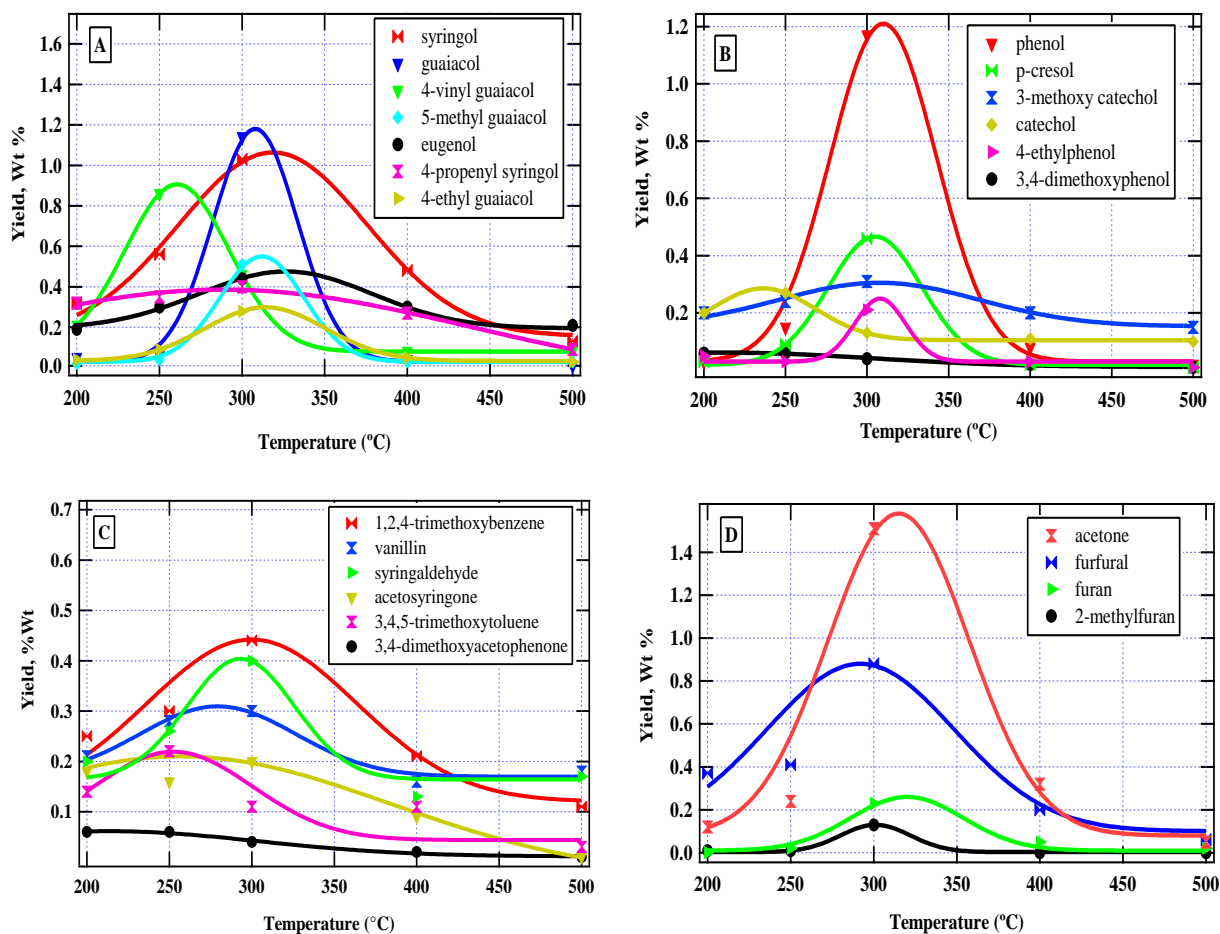 A
syringol
guaiacol
4-vinyl guaiacol
5-methyl guaiacol
eugenol
4-propenyl syringol
4-ethyl guaiacol
1.6
1.4
1.2
1.0
0.8
0.6
0.4
0.2
0.0
Yield, Wt %
200 250 300 350 400 450 500
Temperature (ºC)
B
phenol
p-cresol
3-methoxy catechol
catechol
4-ethylphenol
3,4-dimethoxyphenol
1.2
1.0
0.8
0.6
0.4
0.2
Yield, Wt %
200 250 300 350 400 450 500
Temperature (ºC)
C
1,2,4-trimethoxybenzene
vanillin
syringaldehyde
acetosyringone
3,4,5-trimethoxytoluene
3,4-dimethoxyacetophenone
0.7
0.6
0.5
0.4
0.3
0.2
0.1
Yield, %Wt
200 250 300 350 400 450 500
Temperature (°C)
D
acetone
furfural
furan
2-methylfuran
1.4
1.2
1.0
0.8
0.6
0.4
0.2
0.0
Yield, Wt %
200 250 300 350 400 450 500
Temperature (ºC)